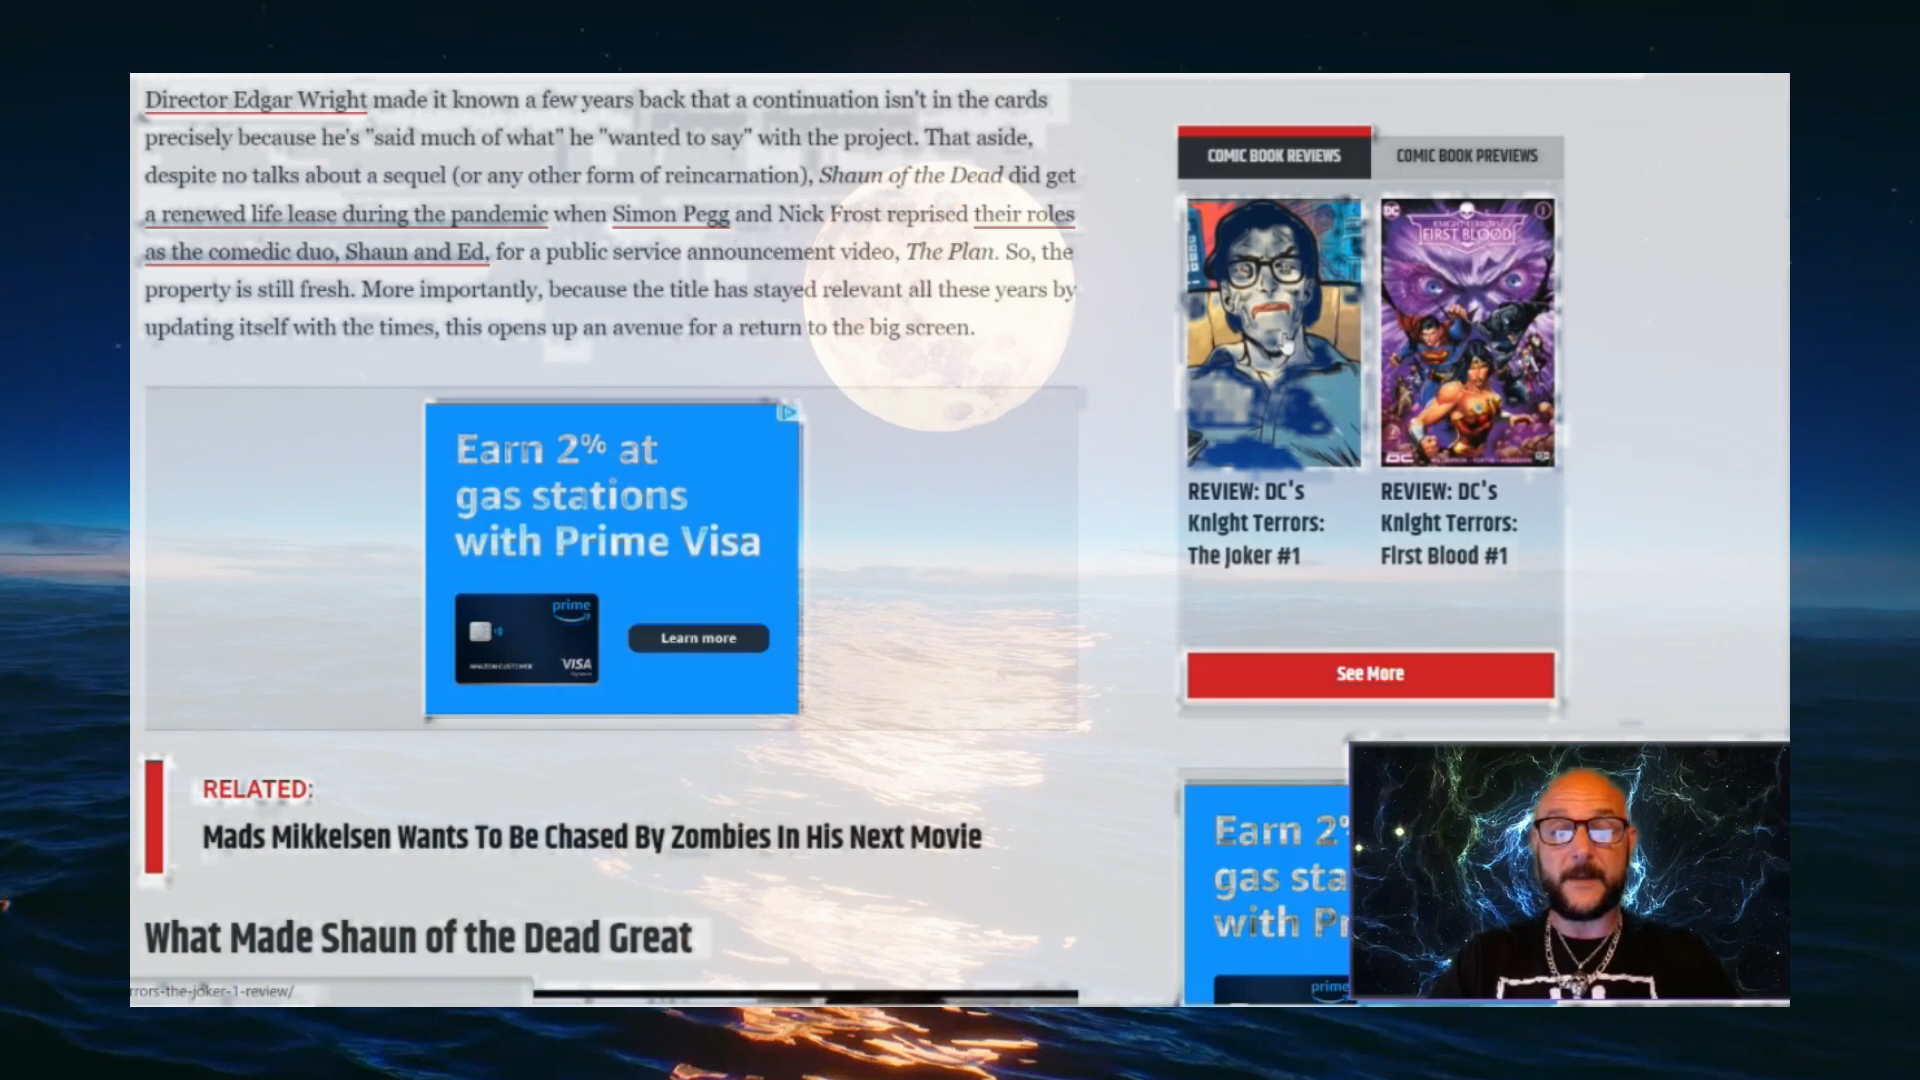 Director Edgar Wright made it known a few years back that a continuation isn't in the cards
precisely because he's "said much of what" he "wanted to say" with the project. That aside,
despite no talks about a sequel (or any other form of reincarnation), Shaun of the Dead did get
a renewed life lease during the pandemic when Simon Pegg and Nick Frost reprised their roles
as the comedic duo, Shaun and Ed, for a public service announcement video, The Plan. So, the
property is still fresh. More importantly, because the title has stayed relevant all these years by
updating itself with the times, this opens up an avenue for a return to the big screen.
Earn 2% at
gas stations
with Prime Visa
prime
AMAZON CUSTOMER
VISA
Signature
Learn more
RELATED:
Mads Mikkelsen Wants To Be Chased By Zombies In His Next Movie
What Made Shaun of the Dead Great
rrors-the-joker-1-review/
COMIC BOOK REVIEWS
COMIC BOOK PREVIEWS
DC
KNIGHT TERRORS
FIRST BLOOD
1
DC
REVIEW: DC's
Knight Terrors:
The Joker #1
REVIEW: DC's
Knight Terrors:
First Blood #1
See More
Earn 2%
gas sta
with Pr
prime